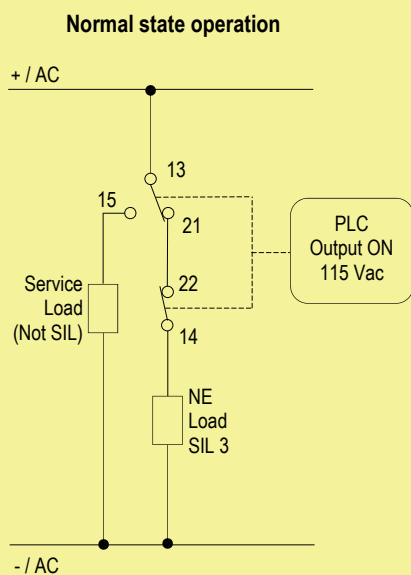 Normal state operation
+ / AC
13
15
21
PLC
Output ON
115 Vac
22
Service
Load
(Not SIL)
14
NE
Load
SIL 3
- / AC